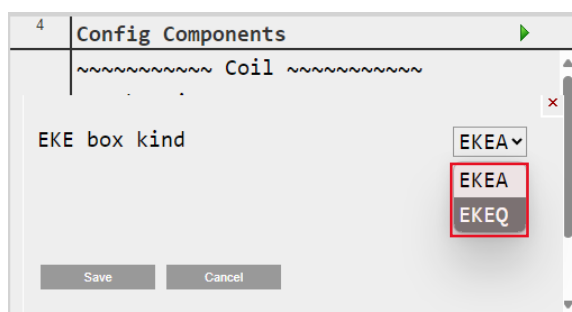 4
Config Components
~~~~~~~~~~~ Coil ~~~~~~~~~~~
EKE box kind
EKEA
EKEA
EKEQ
Save Cancel